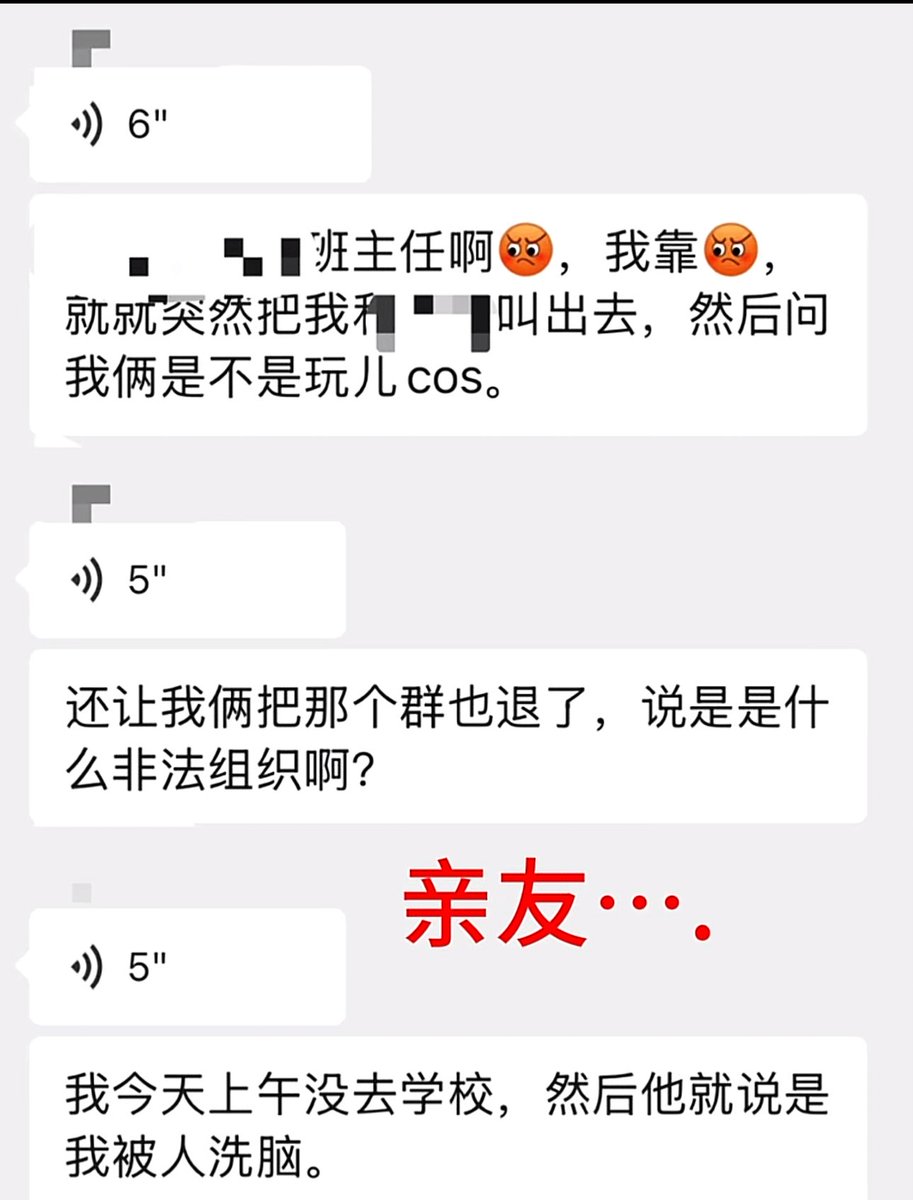 6"
班主任啊😡，我靠😡，
就就突然把我和叫出去，然后问
我俩是不是玩儿cos。
5"
还让我俩把那个群也退了，说是是什
么非法组织啊？
亲友···.
5"
我今天上午没去学校，然后他就说是
我被人洗脑。